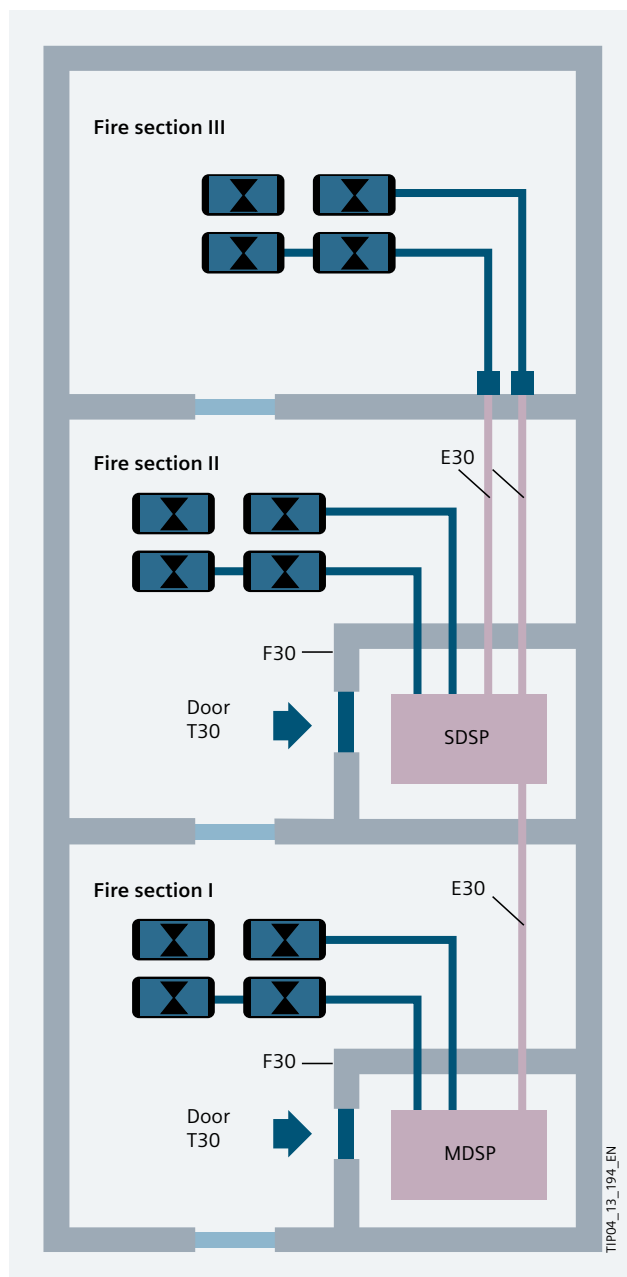 Fire section III
Fire section II
E30
F30
Door
T30
SDSP
Fire section I
E30
F30
Door
T30
MDSP
TIP04_13_194_EN